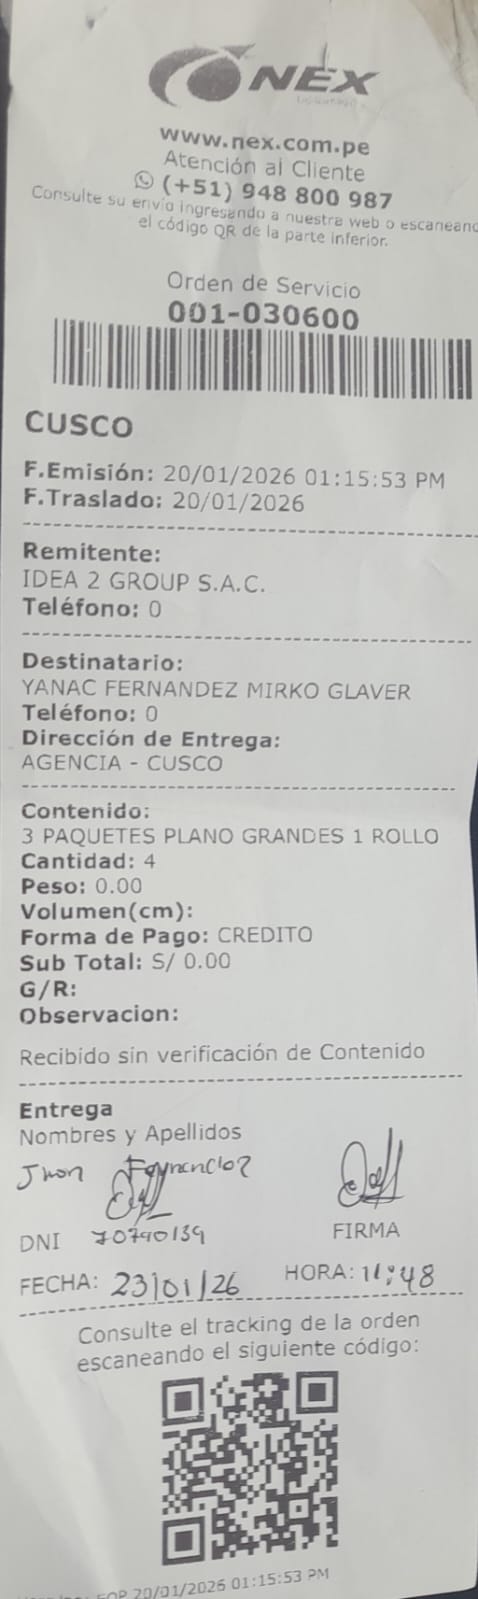 NEX
www.nex.com.pe
Atención al Cliente
(+51) 948 800 987
Consulte su envío ingresando a nuestra web o escaneand
el código QR de la parte inferior.
Orden de Servicio
001-030600
CUSCO
F.Emisión: 20/01/2026 01:15:53 PM
F.Traslado: 20/01/2026
Remitente:
IDEA 2 GROUP S.A.C.
Teléfono: 0
Destinatario:
YANAC FERNANDEZ MIRKO GLAVER
Teléfono: 0
Dirección de Entrega:
AGENCIA - CUSCO
Contenido:
3 PAQUETES PLANO GRANDES 1 ROLLO
Cantidad: 4
Peso: 0.00
Volumen(cm):
Forma de Pago: CREDITO
Sub Total: S/ 0.00
G/R:
Observacion:
Recibido sin verificación de Contenido
Entrega
Nombres y Apellidos
Jhon
DNI 70790139
FIRMA
FECHA: 23/01/26 HORA: 11:48
Consulte el tracking de la orden
escaneando el siguiente código:
20/01/2026 01:15:53 PM